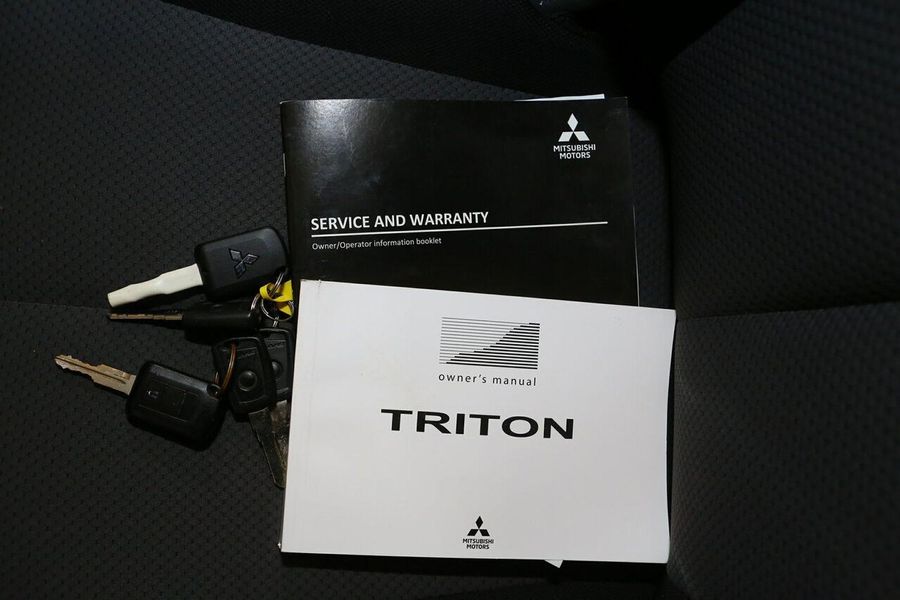 MITSUBISHI
MOTORS
SERVICE AND WARRANTY
Owner/Operator information booklet
owner's manual
TRITON
MITSUBISHI
MOTORS